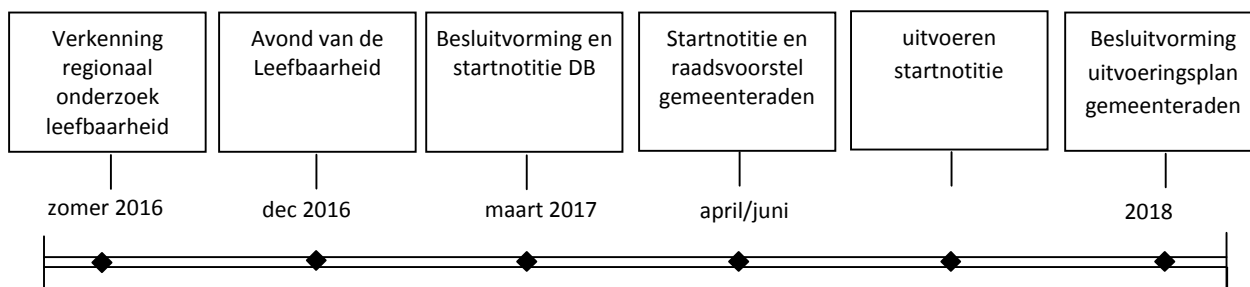 Verkenning
regionaal
onderzoek
leefbaarheid
Avond van de
Leefbaarheid
Besluitvorming en
startnotitie DB
Startnotitie en
raadsvoorstel
gemeenteraden
uitvoeren
startnotitie
Besluitvorming
uitvoeringsplan
gemeenteraden
zomer 2016
dec 2016
maart 2017
april/juni
2018